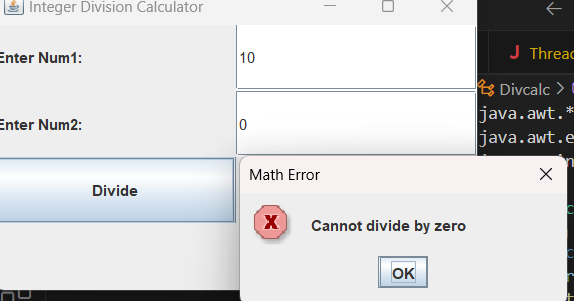 Integer Division Calculator
Enter Num1:
10
Enter Num2:
0
Divide
Math Error
Cannot divide by zero
OK
J Threa
Divcalc >
java.awt.*
java.awt.e